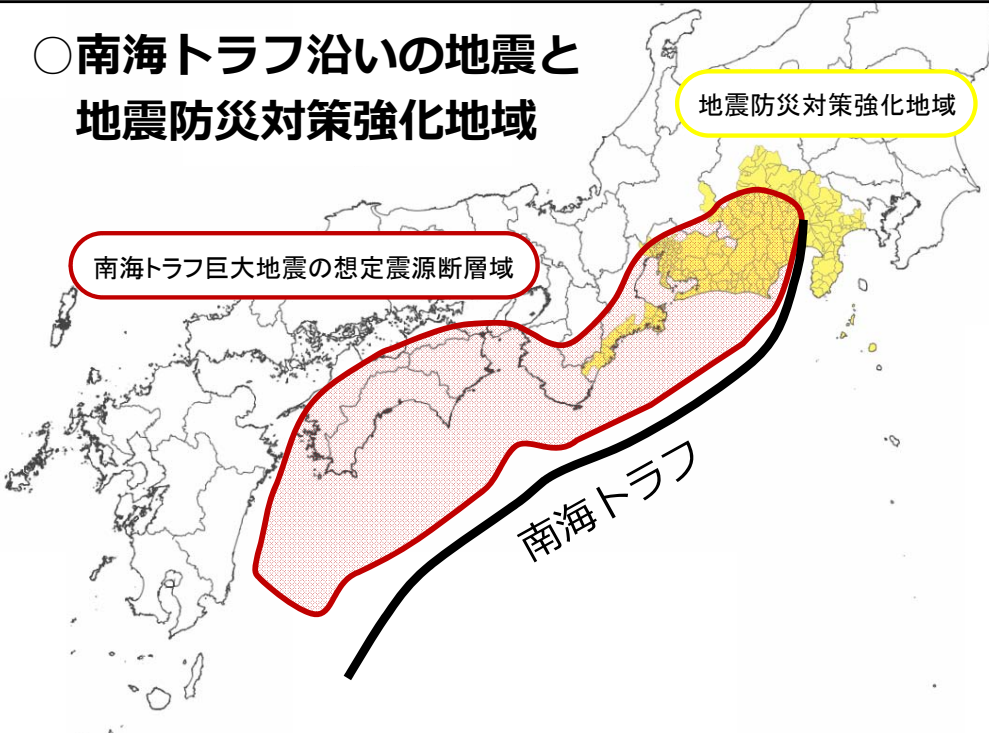 ○南海トラフ沿いの地震と
地震防災対策強化地域
地震防災対策強化地域
南海トラフ巨大地震の想定震源断層域
南海トラフ